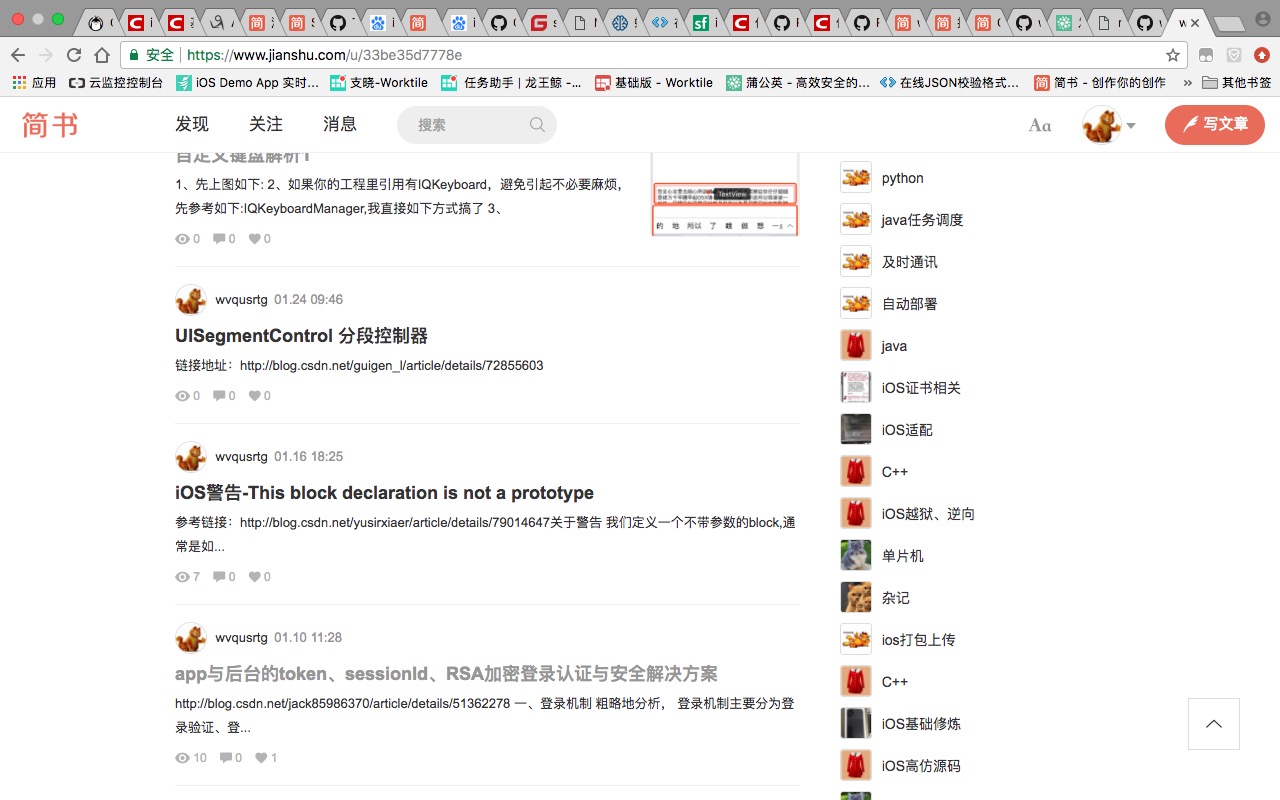 安全 https://www.jianshu.com/u/33be35d7778e
应用 云监控控制台 iOS Demo App 实时... 支晓-Worktile 任务助手 | 龙王鲸 -... 基础版 - Worktile 蒲公英 - 高效安全的... 在线JSON校验格式... 简书 - 创作你的创作 » 其他书签
简书 发现 关注 消息 搜索 Aa 写文章
自定义键盘解析1
1、先上图如下: 2、如果你的工程里引用有IQKeyboard，避免引起不必要麻烦，
先参考如下:IQKeyboardManager,我直接如下方式搞了 3、
TextView
的 地 所以 了 哦 做 想
0 0 0
wvqusrtg 01.24 09:46
UISegmentControl 分段控制器
链接地址：http://blog.csdn.net/guigen_l/article/details/72855603
0 0 0
wvqusrtg 01.16 18:25
iOS警告-This block declaration is not a prototype
参考链接：http://blog.csdn.net/yusirxiaer/article/details/79014647关于警告 我们定义一个不带参数的block,通
常是如...
7 0 0
wvqusrtg 01.10 11:28
app与后台的token、sessionId、RSA加密登录认证与安全解决方案
http://blog.csdn.net/jack85986370/article/details/51362278 一、登录机制 粗略地分析， 登录机制主要分为登
录验证、登...
10 0 1
python
java任务调度
及时通讯
自动部署
java
iOS证书相关
iOS适配
C++
iOS越狱、逆向
单片机
杂记
ios打包上传
C++
iOS基础修炼
iOS高仿源码